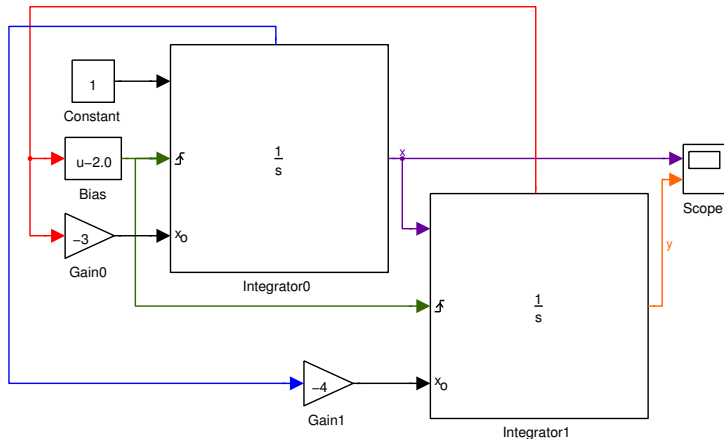 1
Constant
u−2.0
Bias
−3
Gain0
1
s
xo
Integrator0
x
Scope
y
1
s
xo
Integrator1
−4
Gain1